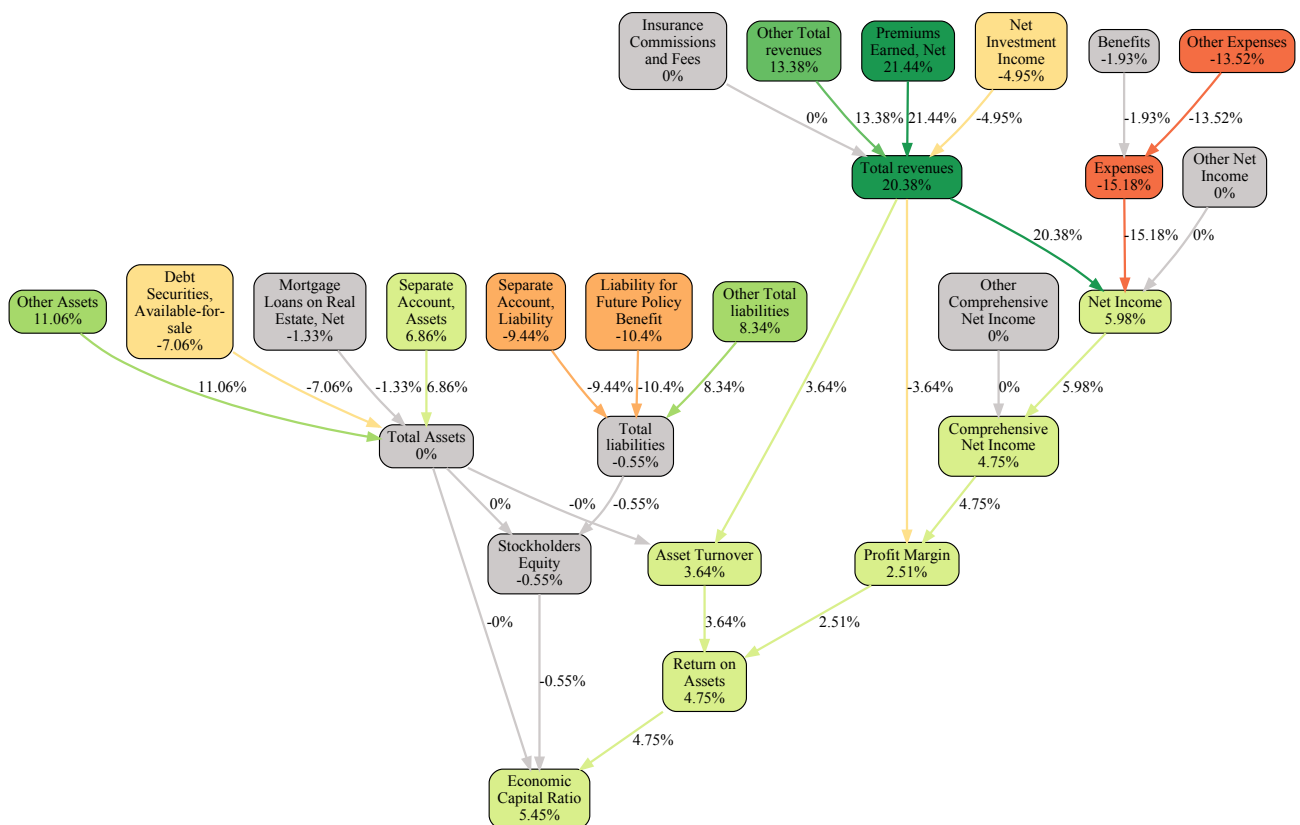 Insurance
Commissions
and Fees
0%
Other Total
revenues
13.38%
Premiums
Earned, Net
21.44%
Net
Investment
Income
-4.95%
Benefits
-1.93%
Other Expenses
-13.52%
0%
13.38%
21.44%
-4.95%
-1.93%
-13.52%
Total revenues
20.38%
Expenses
-15.18%
Other Net
Income
0%
20.38%
-15.18%
0%
Other Assets
11.06%
Debt
Securities,
Available-for-
sale
-7.06%
Mortgage
Loans on Real
Estate, Net
-1.33%
Separate
Account,
Assets
6.86%
Separate
Account,
Liability
-9.44%
Liability for
Future Policy
Benefit
-10.4%
Other Total
liabilities
8.34%
Other
Comprehensive
Net Income
0%
Net Income
5.98%
11.06%
-7.06%
-1.33%
6.86%
-9.44%
-10.4%
8.34%
3.64%
-3.64%
0%
5.98%
Total Assets
0%
Total
liabilities
-0.55%
Comprehensive
Net Income
4.75%
0%
-0.55%
-0%
4.75%
Stockholders
Equity
-0.55%
Asset Turnover
3.64%
Profit Margin
2.51%
-0%
3.64%
2.51%
-0.55%
Return on
Assets
4.75%
4.75%
Economic
Capital Ratio
5.45%